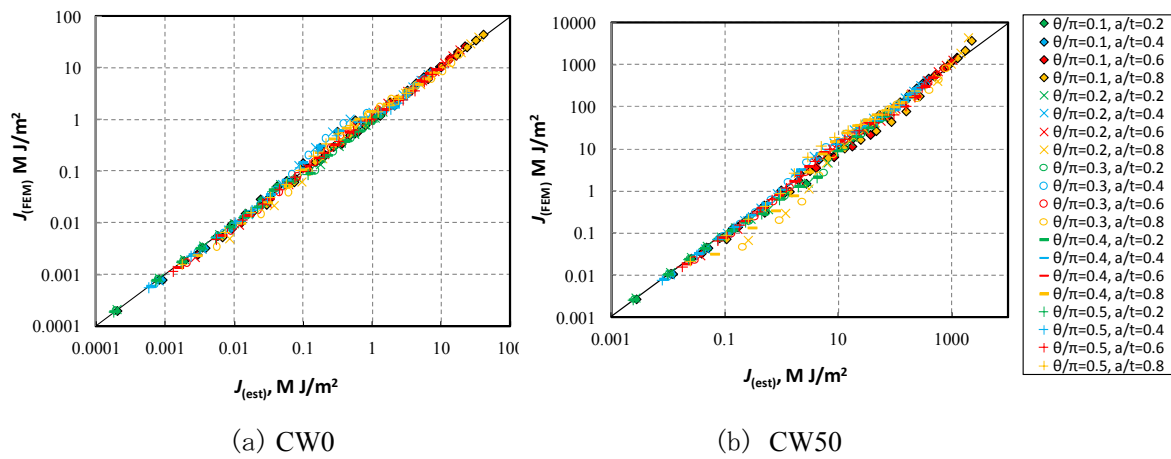 J(FEM) M J/m²
100
10
1
0.1
0.01
0.001
0.0001
0.0001 0.001 0.01 0.1 1 10 100
J(est), M J/m²
(a) CW0
J(FEM) M J/m²
10000
1000
100
10
1
0.1
0.01
0.001
0.001 0.1 10 1000
J(est), M J/m²
(b) CW50
θ/π=0.1, a/t=0.2
θ/π=0.1, a/t=0.4
θ/π=0.1, a/t=0.6
θ/π=0.1, a/t=0.8
θ/π=0.2, a/t=0.2
θ/π=0.2, a/t=0.4
θ/π=0.2, a/t=0.6
θ/π=0.2, a/t=0.8
θ/π=0.3, a/t=0.2
θ/π=0.3, a/t=0.4
θ/π=0.3, a/t=0.6
θ/π=0.3, a/t=0.8
θ/π=0.4, a/t=0.2
θ/π=0.4, a/t=0.4
θ/π=0.4, a/t=0.6
θ/π=0.4, a/t=0.8
θ/π=0.5, a/t=0.2
θ/π=0.5, a/t=0.4
θ/π=0.5, a/t=0.6
θ/π=0.5, a/t=0.8